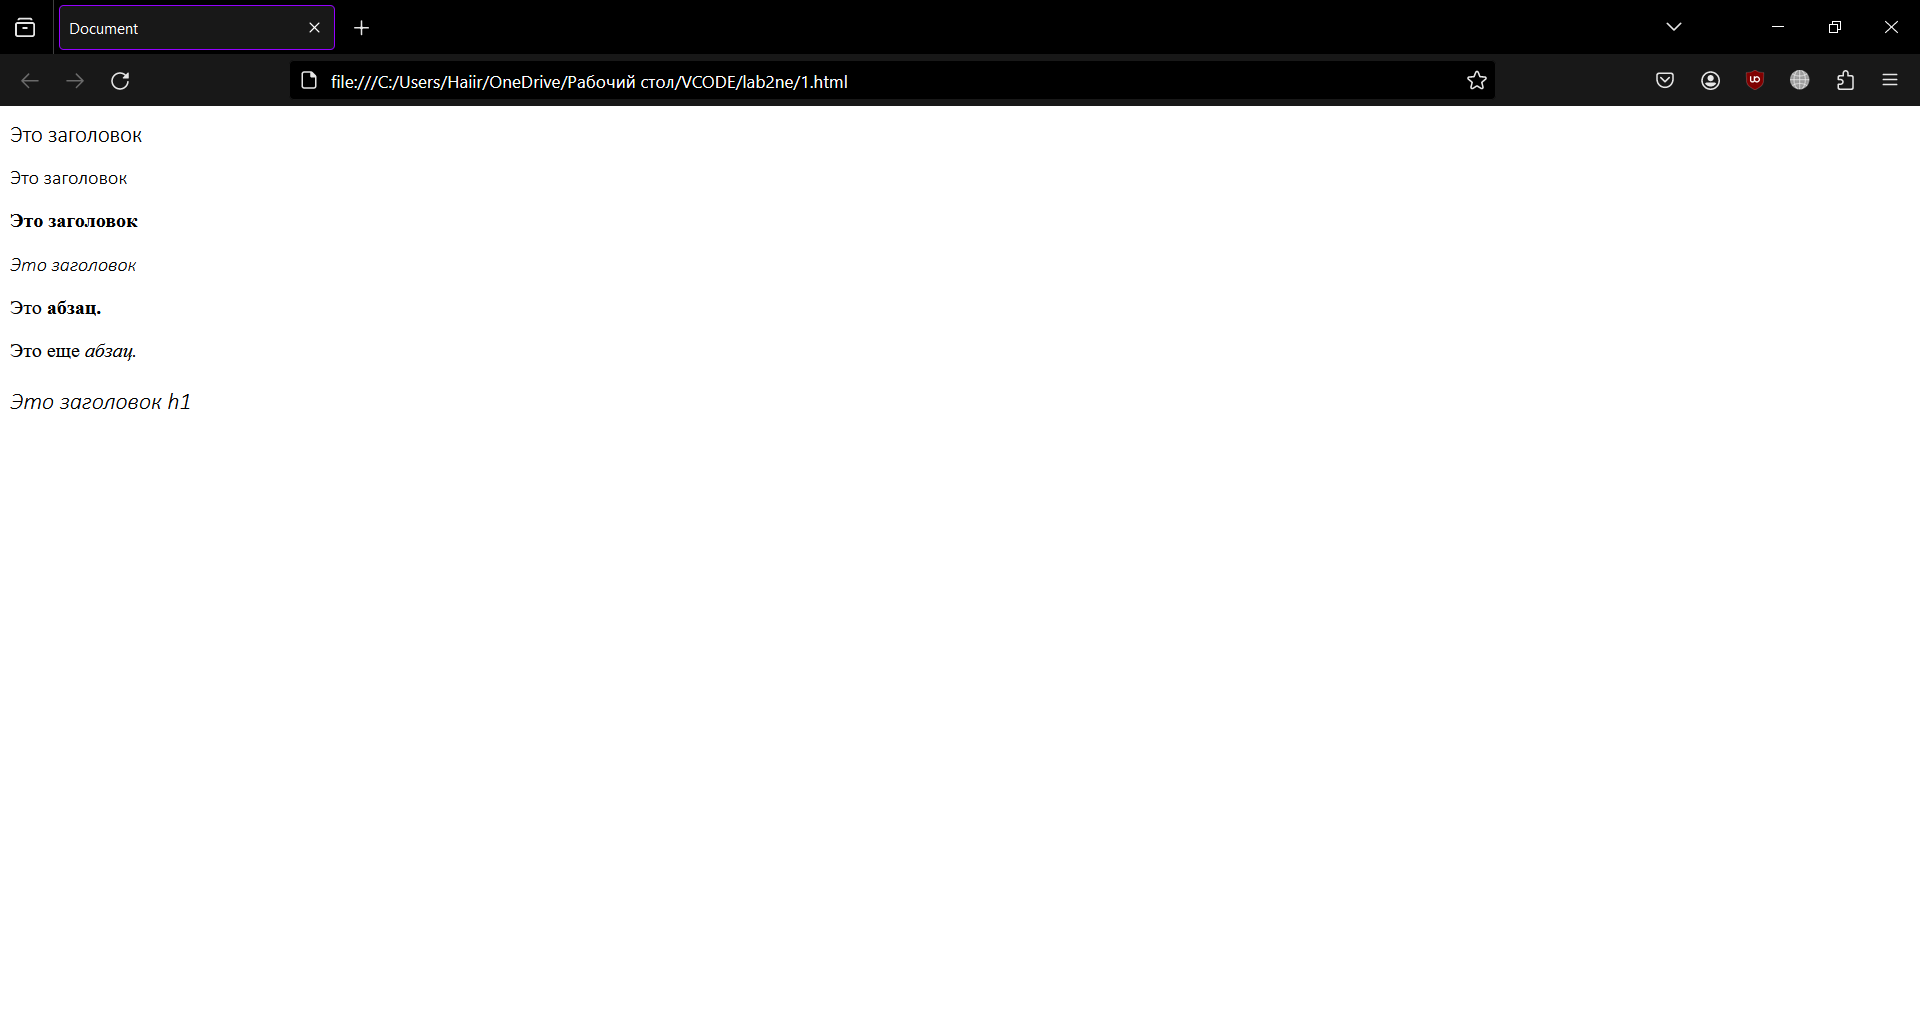 Document
file:///C:/Users/Haiir/OneDrive/Рабочий стол/VCODE/lab2ne/1.html
Это заголовок
Это заголовок
Это заголовок
Это заголовок
Это абзац.
Это еще абзац.
Это заголовок h1